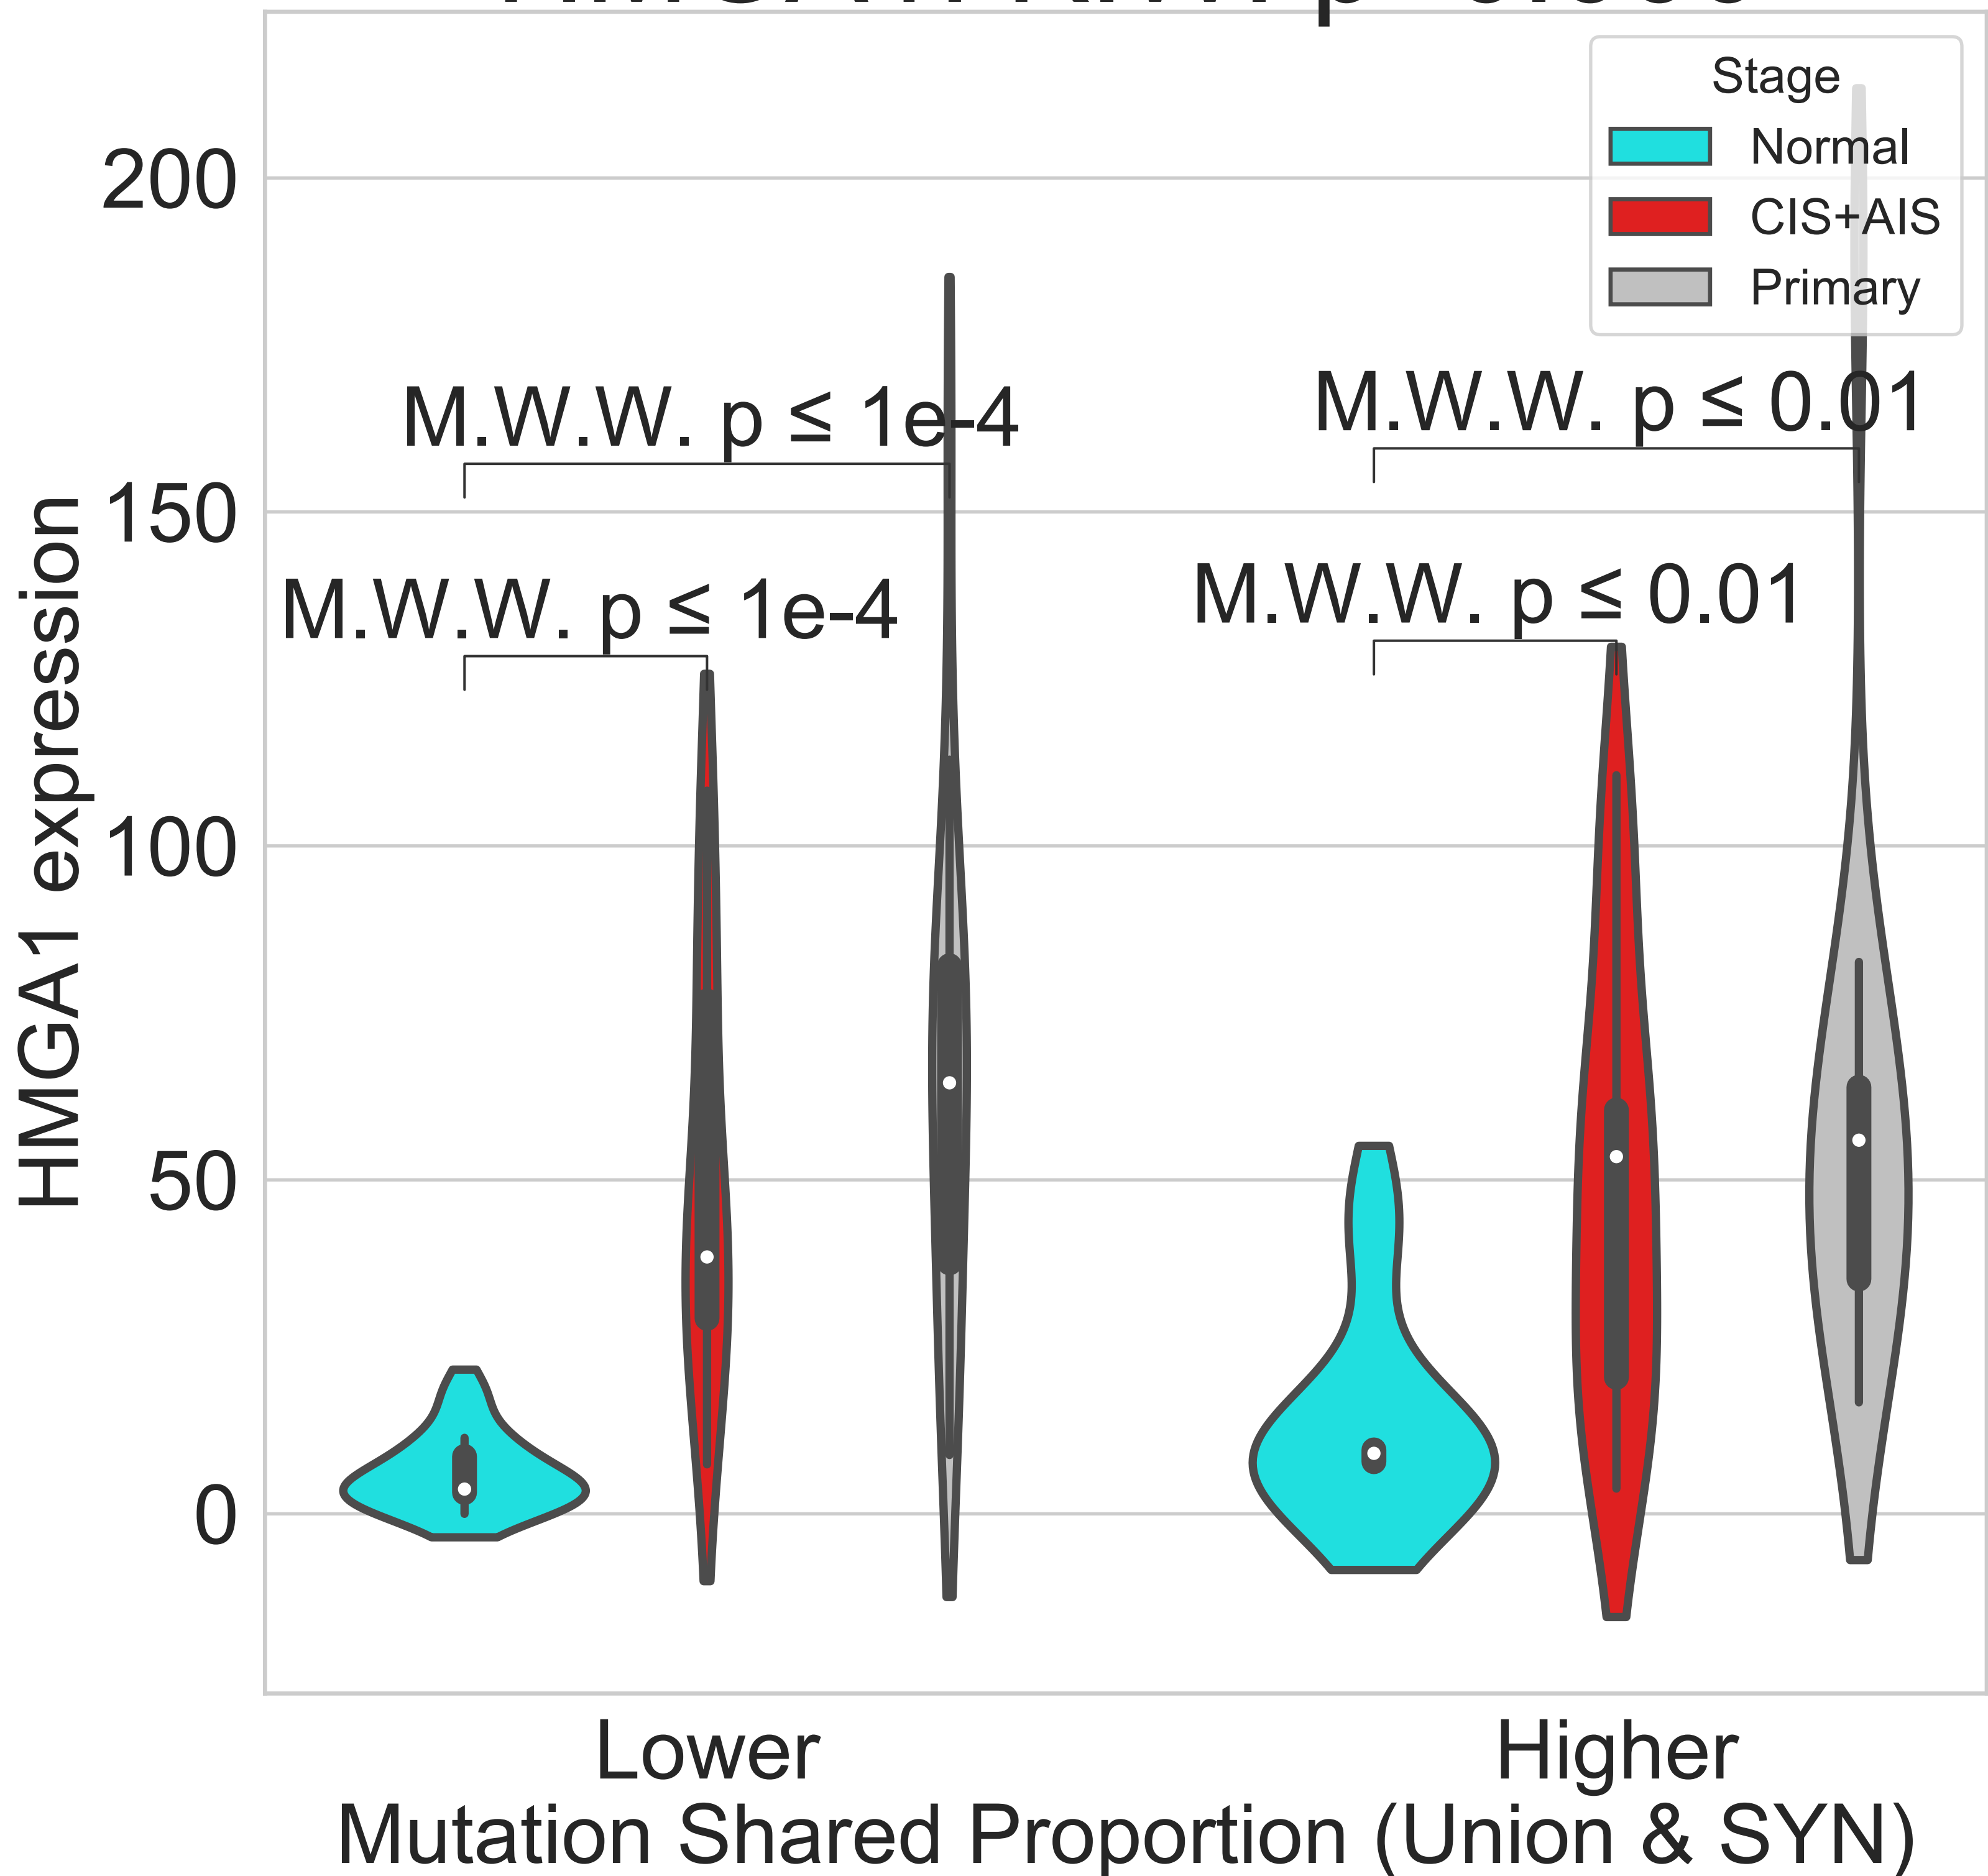 Stage
Normal
CIS+AIS
Primary
200
150
100
50
0
HMGA1 expression
M.W.W. p ≤ 1e-4
M.W.W. p ≤ 0.01
M.W.W. p ≤ 1e-4
M.W.W. p ≤ 0.01
Lower
Higher
Mutation Shared Proportion (Union & SYN)